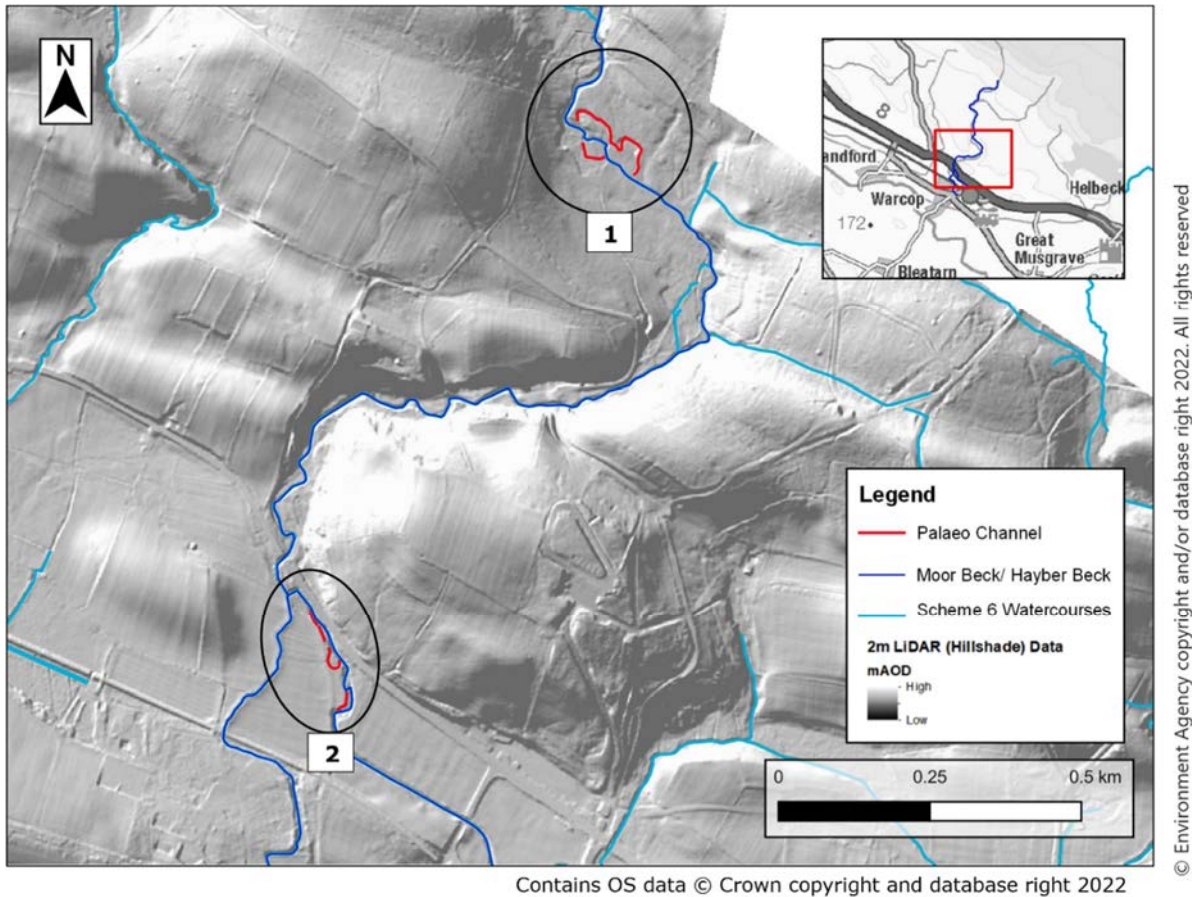 N
1
2
andford
Warcop
Helbeck
172
Great
Musgrave
Bleatarn
Legend
Palaeo Channel
Moor Beck/ Hayber Beck
Scheme 6 Watercourses
2m LiDAR (Hillshade) Data
mAOD
High
Low
0 0.25 0.5 km
© Environment Agency copyright and/or database right 2022. All rights reserved
Contains OS data © Crown copyright and database right 2022